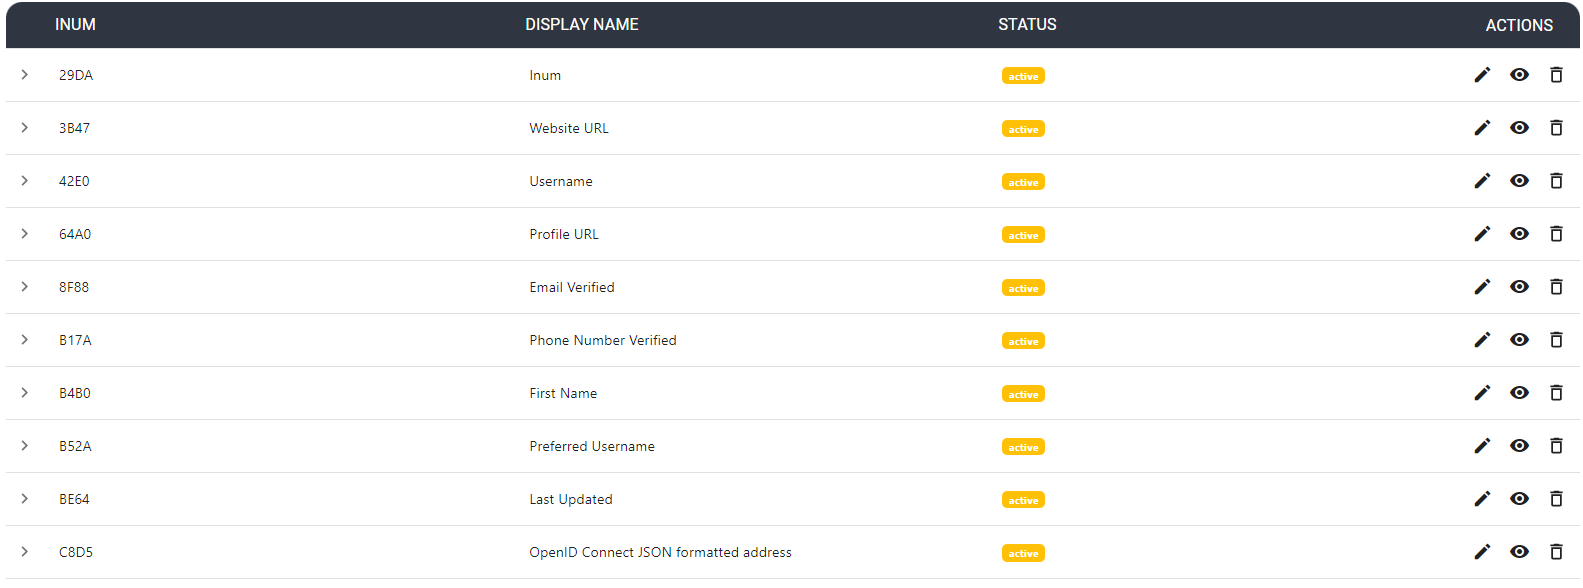 INUM DISPLAY NAME STATUS ACTIONS
29DA Inum active
3B47 Website URL active
42E0 Username active
64A0 Profile URL active
8F88 Email Verified active
B17A Phone Number Verified active
B4B0 First Name active
B52A Preferred Username active
BE64 Last Updated active
C8D5 OpenID Connect JSON formatted address active